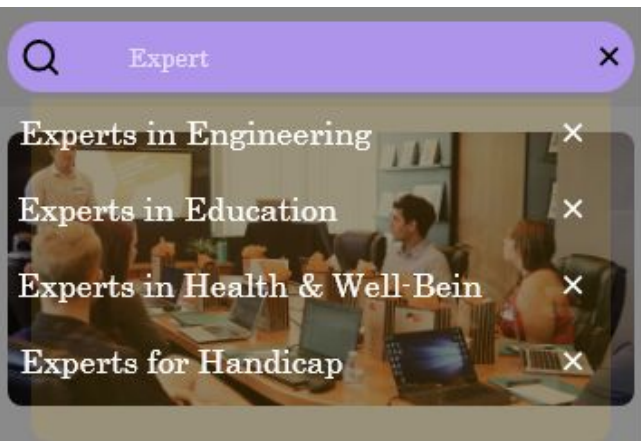 Expert
Experts in Engineering
Experts in Education
Experts in Health & Well-Bein
Experts for Handicap